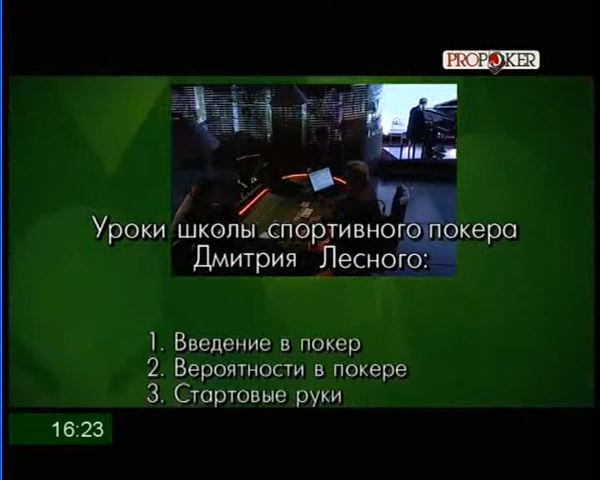 PROPOKER
Уроки школы спортивного покера
Дмитрия Лесного:
1. Введение в покер
2. Вероятности в покере
3. Стартовые руки
16:23